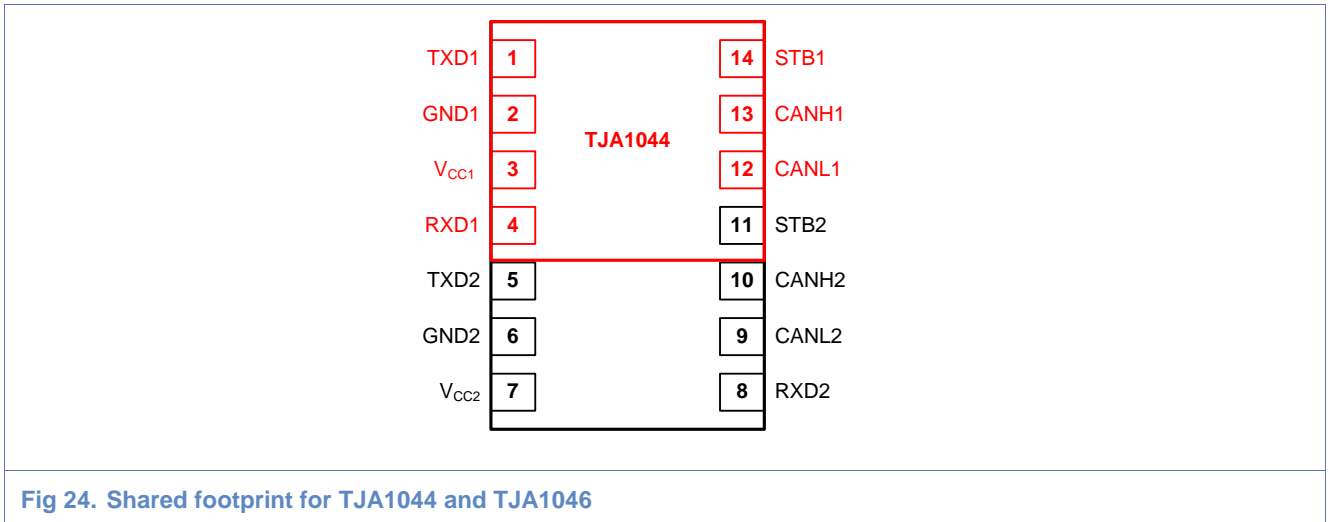 TXD1 1 14 STB1
GND1 2 13 CANH1
TJA1044
VCC1 3 12 CANL1
RXD1 4 11 STB2
TXD2 5 10 CANH2
GND2 6 9 CANL2
VCC2 7 8 RXD2
Fig 24. Shared footprint for TJA1044 and TJA1046